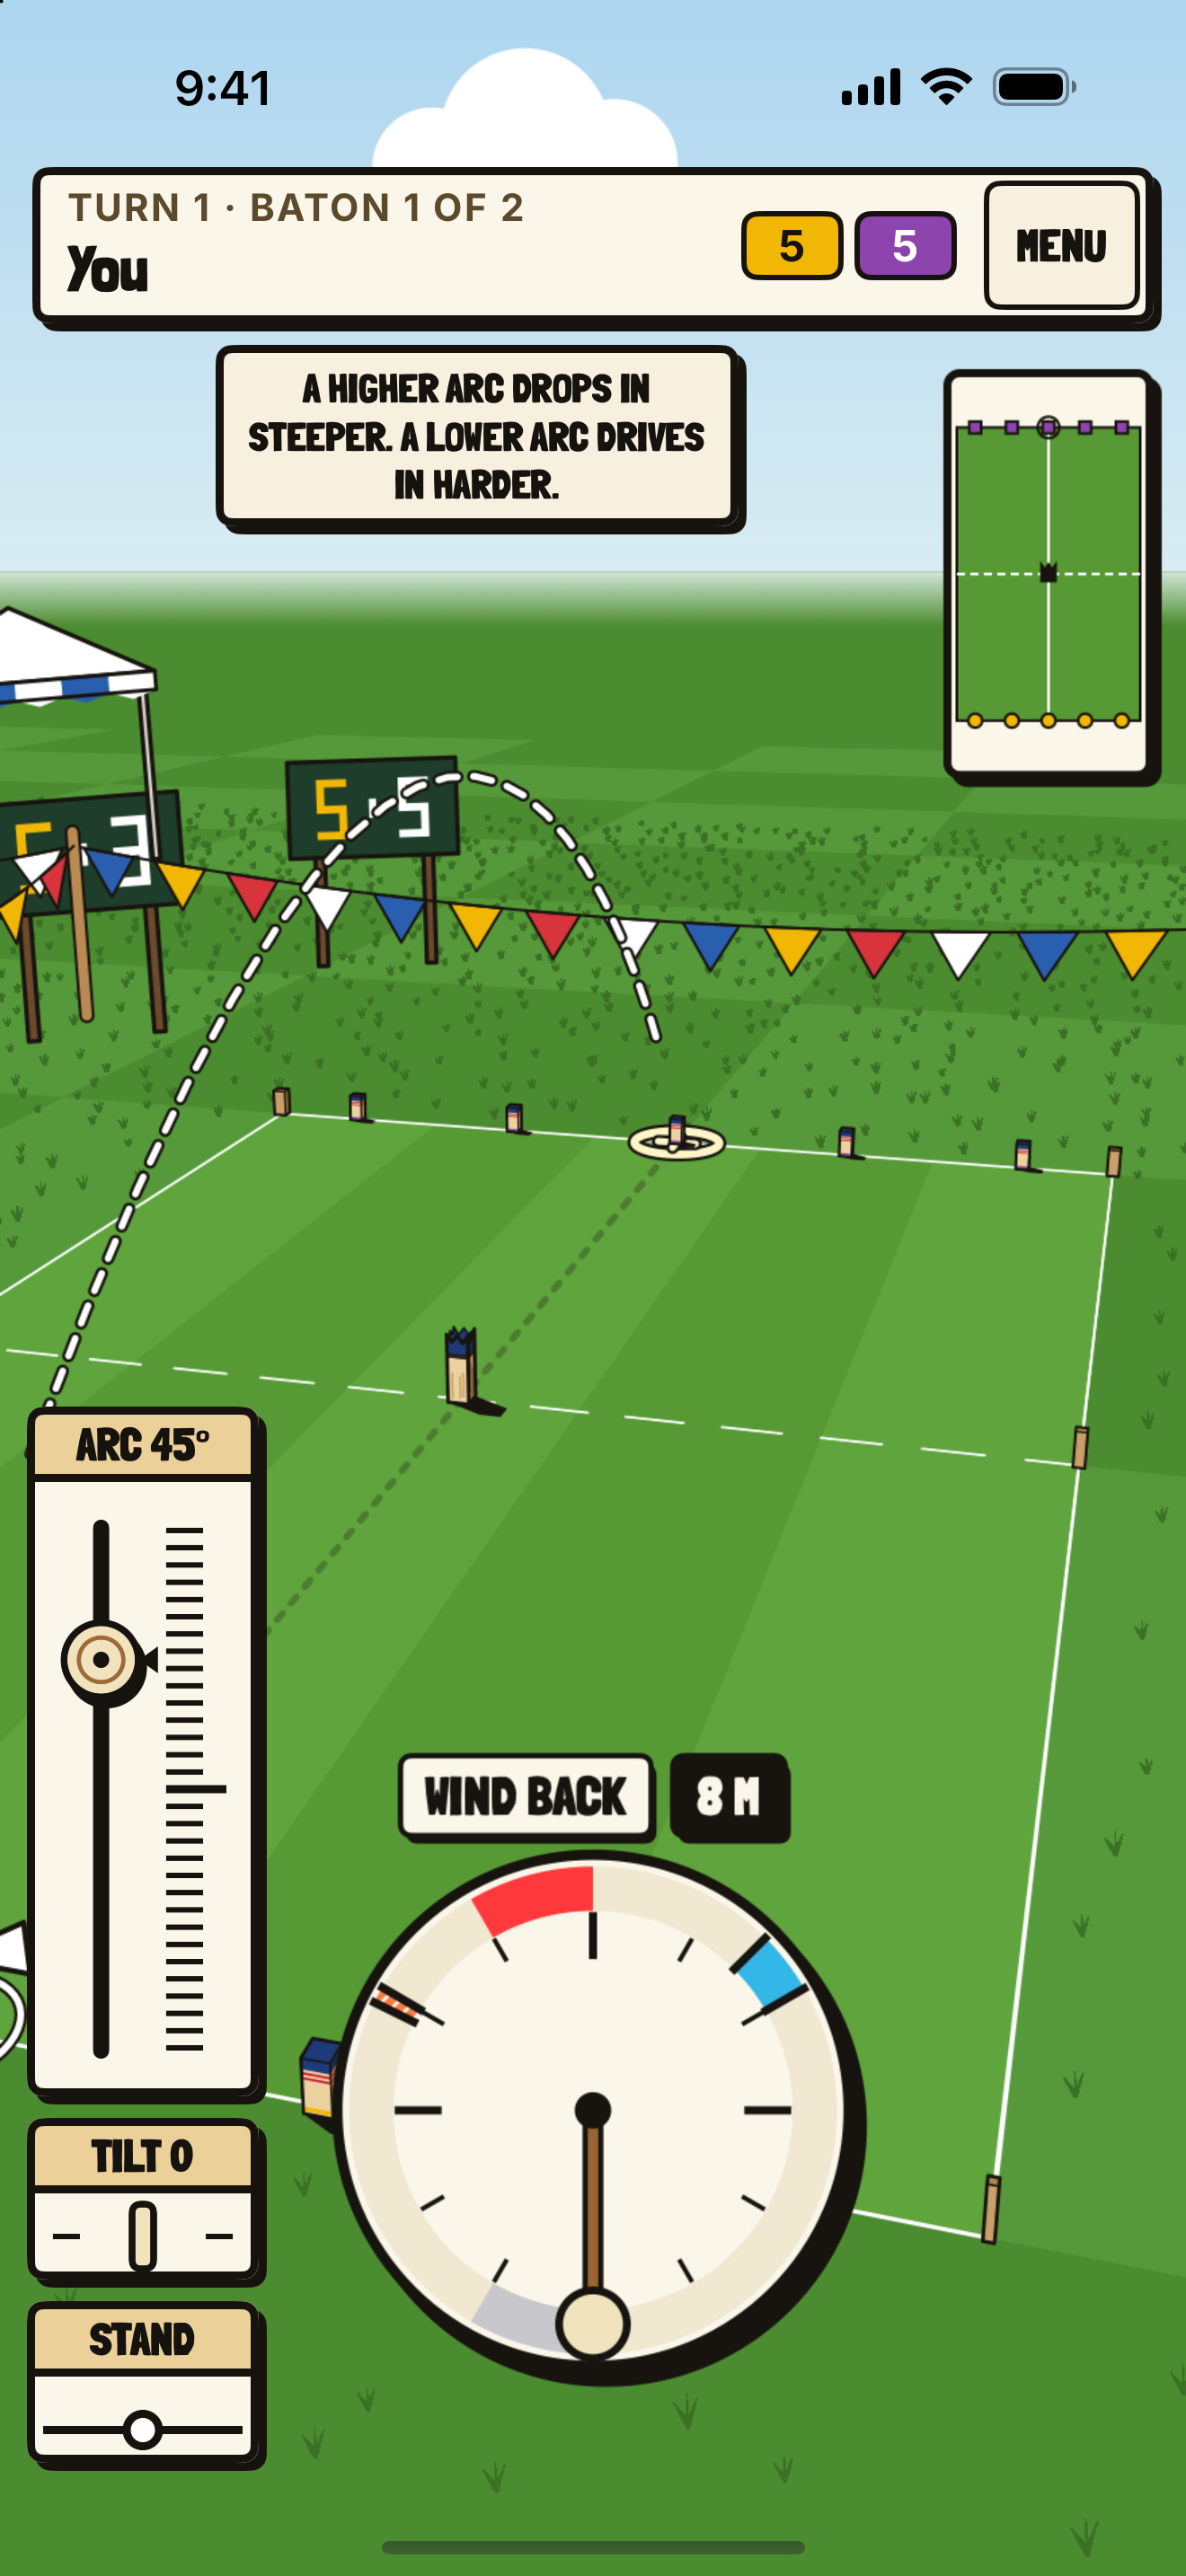 9:41
TURN 1 · BATON 1 OF 2
You
5
5
MENU
A HIGHER ARC DROPS IN
STEEPER. A LOWER ARC DRIVES
IN HARDER.
5 5
3
ARC 45°
WIND BACK
8 M
TILT 0
STAND